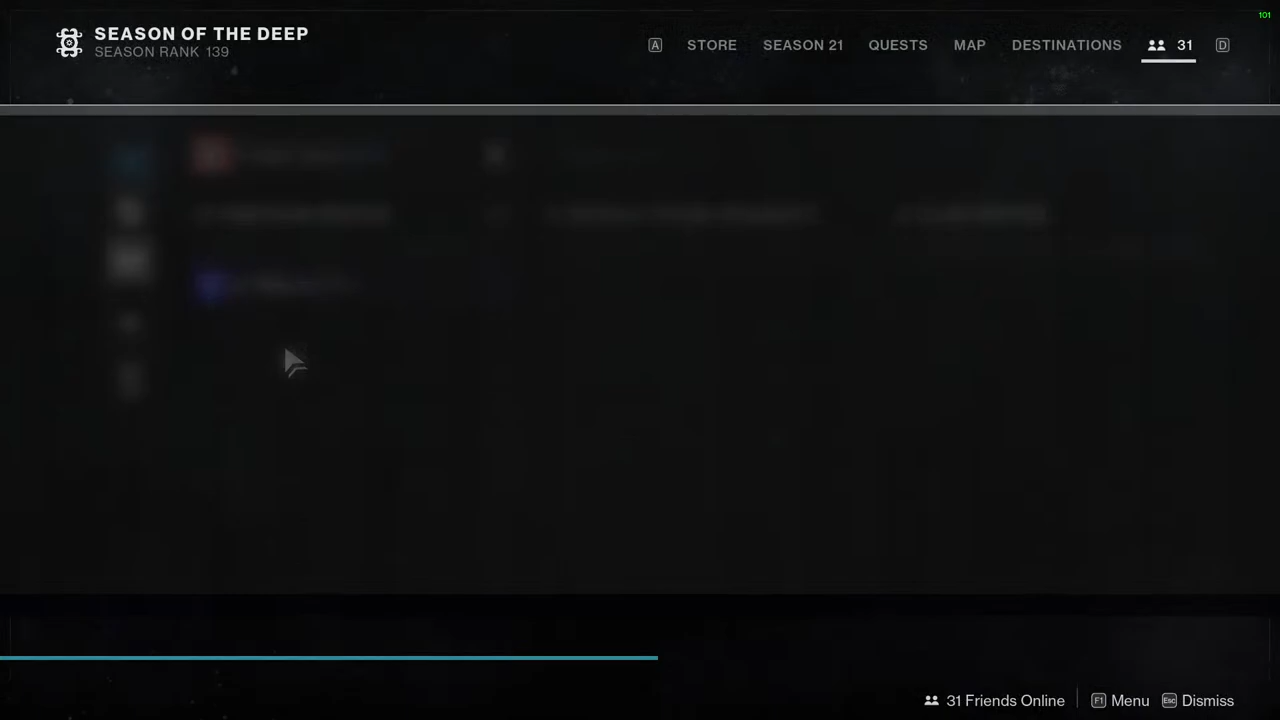 101
SEASON OF THE DEEP
SEASON RANK 139
A STORE SEASON 21 QUESTS MAP DESTINATIONS 31 D
31 Friends Online F1 Menu Esc Dismiss